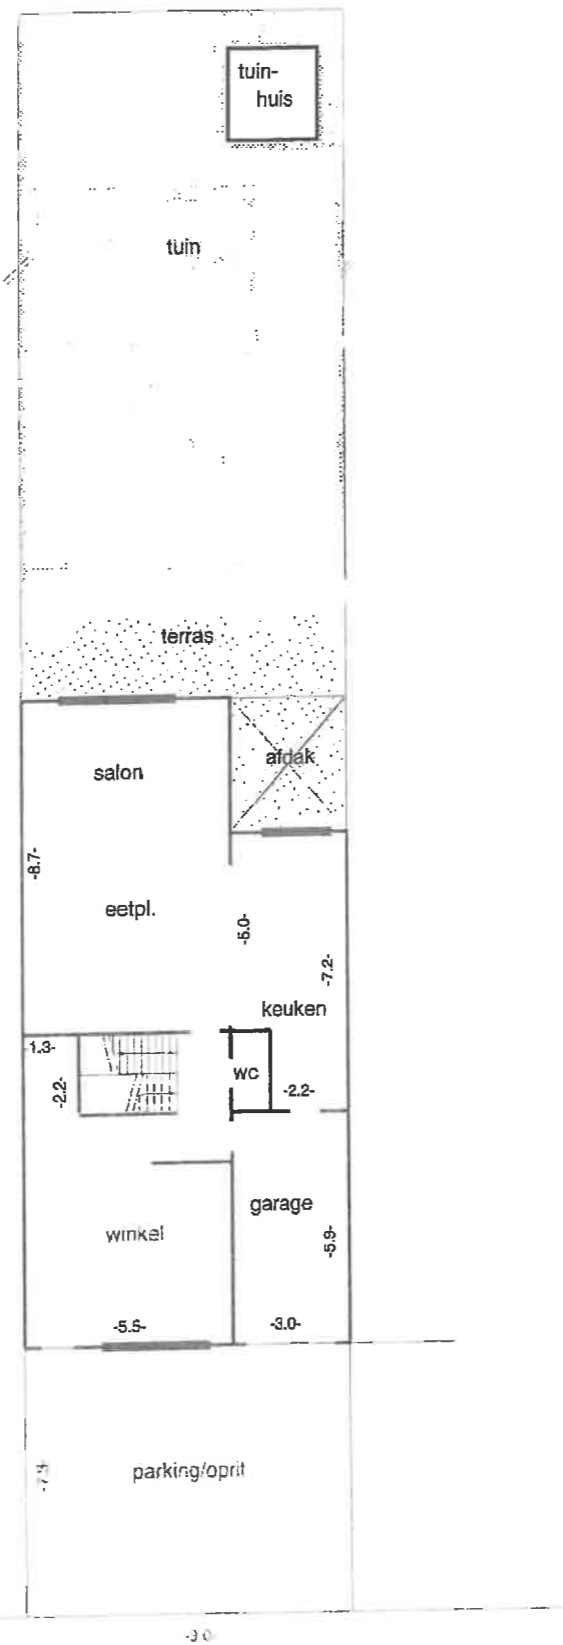 tuin-
huis
tuin
terras
afdak
salon
-8.7-
eetpl.
-5.0-
-7.2-
keuken
-1.3-
-2.2-
wc
-2.2-
garage
winkel
-5.9-
-5.5-
-3.0-
parking/oprit